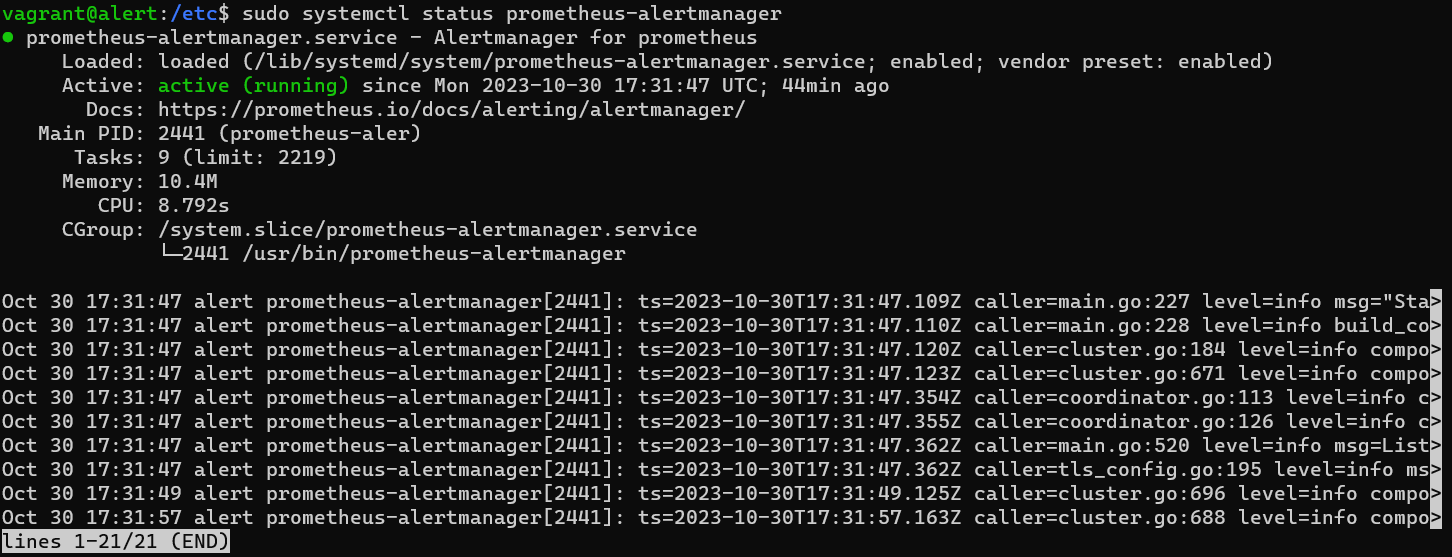 vagrant@alert:/etc$ sudo systemctl status prometheus-alertmanager
● prometheus-alertmanager.service - Alertmanager for prometheus
     Loaded: loaded (/lib/systemd/system/prometheus-alertmanager.service; enabled; vendor preset: enabled)
     Active: active (running) since Mon 2023-10-30 17:31:47 UTC; 44min ago
       Docs: https://prometheus.io/docs/alerting/alertmanager/
   Main PID: 2441 (prometheus-aler)
      Tasks: 9 (limit: 2219)
     Memory: 10.4M
        CPU: 8.792s
     CGroup: /system.slice/prometheus-alertmanager.service
             └─2441 /usr/bin/prometheus-alertmanager

Oct 30 17:31:47 alert prometheus-alertmanager[2441]: ts=2023-10-30T17:31:47.109Z caller=main.go:227 level=info msg="Sta>
Oct 30 17:31:47 alert prometheus-alertmanager[2441]: ts=2023-10-30T17:31:47.110Z caller=main.go:228 level=info build_co>
Oct 30 17:31:47 alert prometheus-alertmanager[2441]: ts=2023-10-30T17:31:47.120Z caller=cluster.go:184 level=info compo>
Oct 30 17:31:47 alert prometheus-alertmanager[2441]: ts=2023-10-30T17:31:47.123Z caller=cluster.go:671 level=info compo>
Oct 30 17:31:47 alert prometheus-alertmanager[2441]: ts=2023-10-30T17:31:47.354Z caller=coordinator.go:113 level=info c>
Oct 30 17:31:47 alert prometheus-alertmanager[2441]: ts=2023-10-30T17:31:47.355Z caller=coordinator.go:126 level=info c>
Oct 30 17:31:47 alert prometheus-alertmanager[2441]: ts=2023-10-30T17:31:47.362Z caller=main.go:520 level=info msg=List>
Oct 30 17:31:47 alert prometheus-alertmanager[2441]: ts=2023-10-30T17:31:47.362Z caller=tls_config.go:195 level=info ms>
Oct 30 17:31:49 alert prometheus-alertmanager[2441]: ts=2023-10-30T17:31:49.125Z caller=cluster.go:696 level=info compo>
Oct 30 17:31:57 alert prometheus-alertmanager[2441]: ts=2023-10-30T17:31:57.163Z caller=cluster.go:688 level=info compo>
lines 1-21/21 (END)